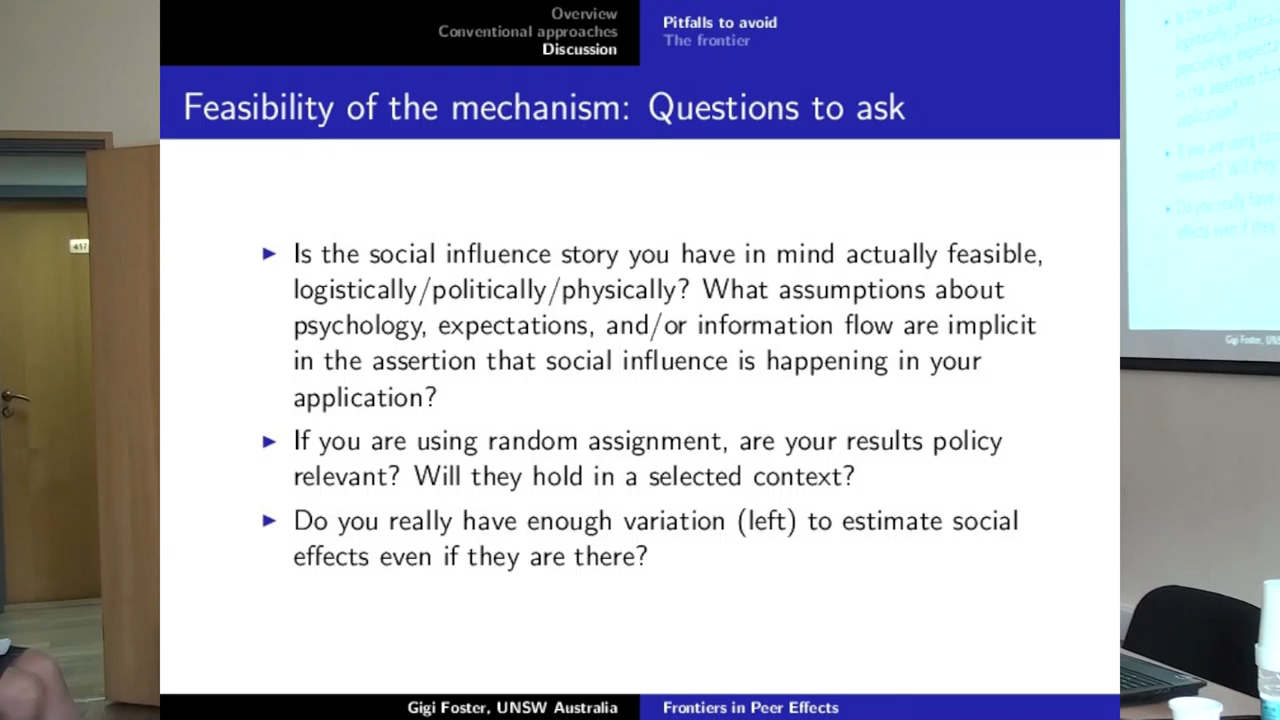 Overview
Conventional approaches
Discussion
Pitfalls to avoid
The frontier
Feasibility of the mechanism: Questions to ask
Is the social influence story you have in mind actually feasible,
logistically/politically/physically? What assumptions about
psychology, expectations, and/or information flow are implicit
in the assertion that social influence is happening in your
application?
If you are using random assignment, are your results policy
relevant? Will they hold in a selected context?
Do you really have enough variation (left) to estimate social
effects even if they are there?
Gigi Foster, UNSW Australia
Frontiers in Peer Effects
417